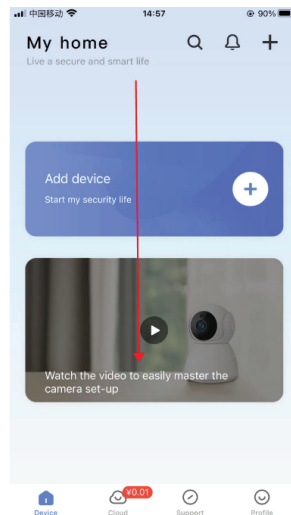 中国移动 14:57 90%
My home
Live a secure and smart life
Add device
Start my security life
Watch the video to easily master the
camera set-up
¥0.01
Device Cloud Support Profile